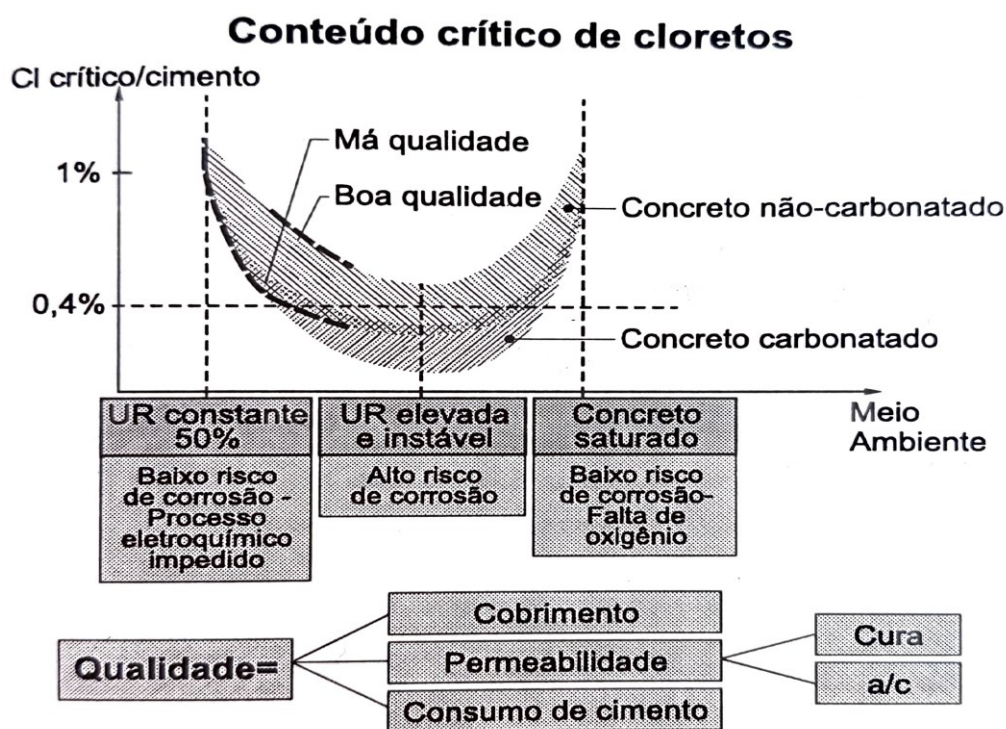 Conteúdo crítico de cloretos
Cl crítico/cimento
Má qualidade
1%
Boa qualidade
Concreto não-carbonatado
0,4%
Concreto carbonatado
UR constante
50%
UR elevada
e instável
Concreto
saturado
Meio
Ambiente
Baixo risco
de corrosão -
Processo
eletroquímico
impedido
Alto risco
de corrosão
Baixo risco
de corrosão-
Falta de
oxigênio
Qualidade=
Cobrimento
Permeabilidade
Consumo de cimento
Cura
a/c